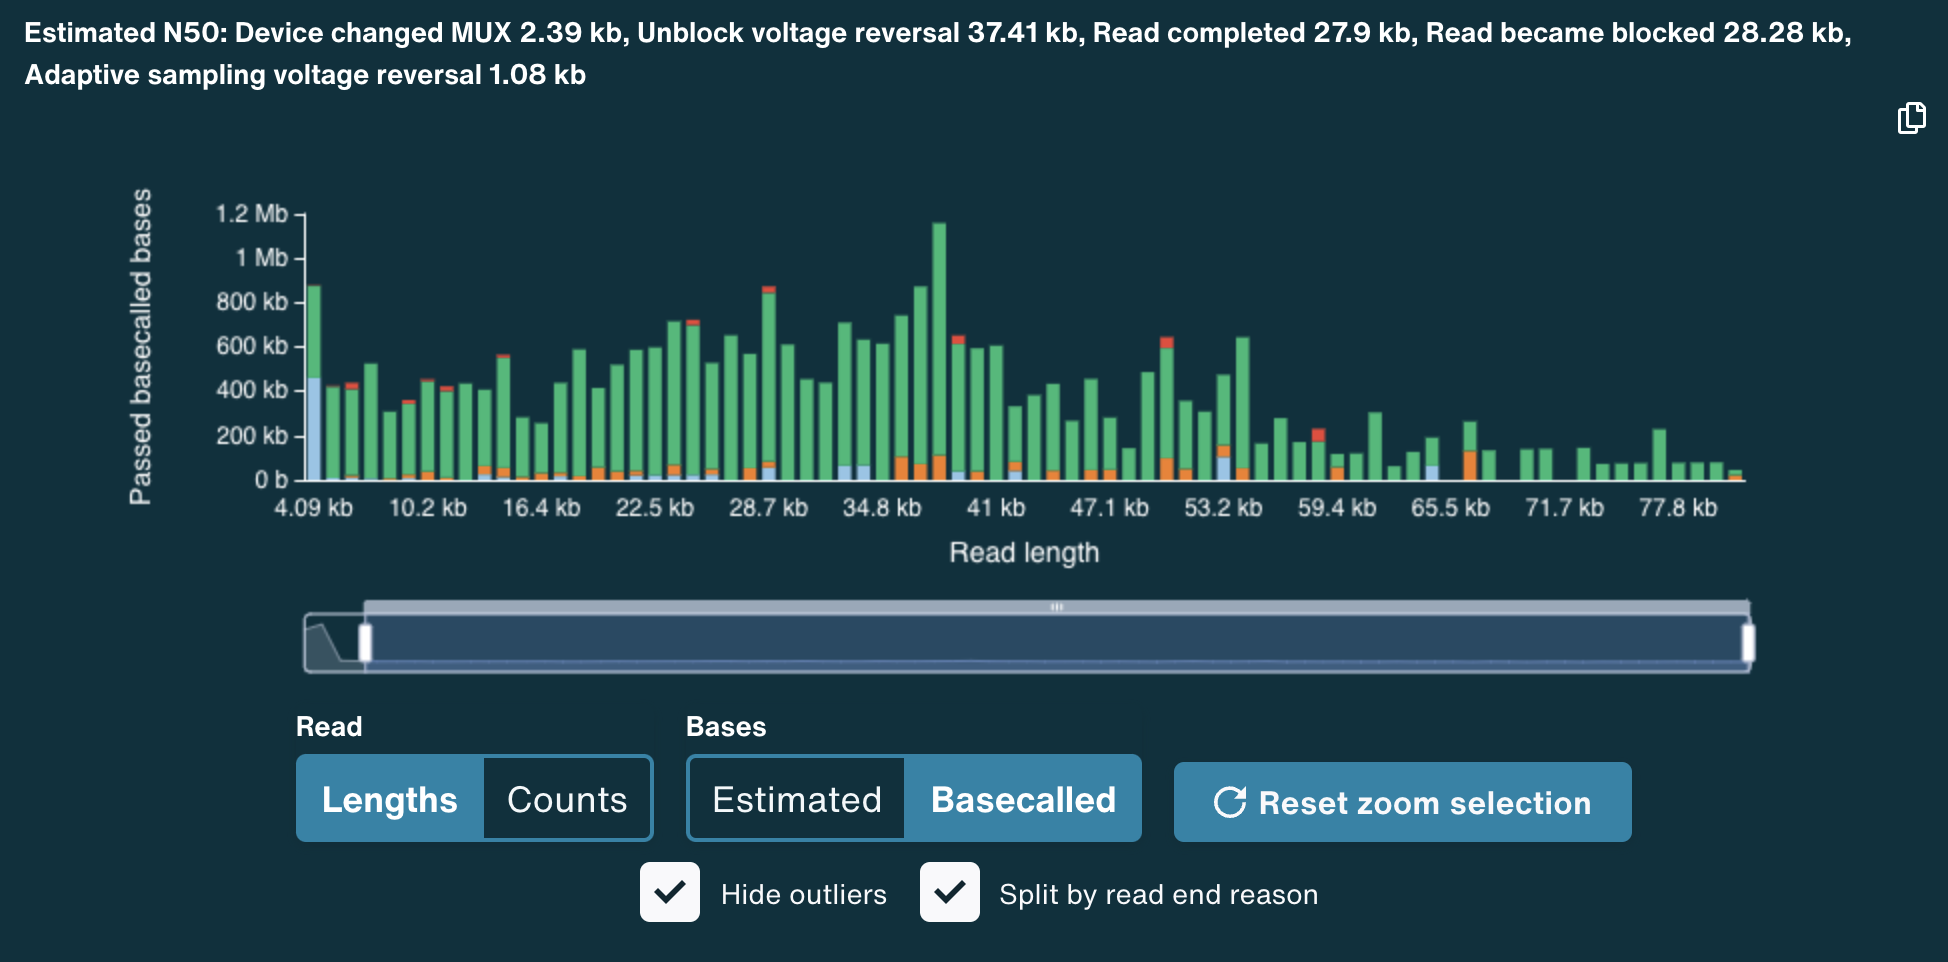 Estimated N50: Device changed MUX 2.39 kb, Unblock voltage reversal 37.41 kb, Read completed 27.9 kb, Read became blocked 28.28 kb,
Adaptive sampling voltage reversal 1.08 kb
Passed basecalled bases
1.2 Mb
1 Mb
800 kb
600 kb
400 kb
200 kb
0 b
4.09 kb 10.2 kb 16.4 kb 22.5 kb 28.7 kb 34.8 kb 41 kb 47.1 kb 53.2 kb 59.4 kb 65.5 kb 71.7 kb 77.8 kb
Read length
Read Bases
Lengths Counts Estimated Basecalled Reset zoom selection
Hide outliers Split by read end reason